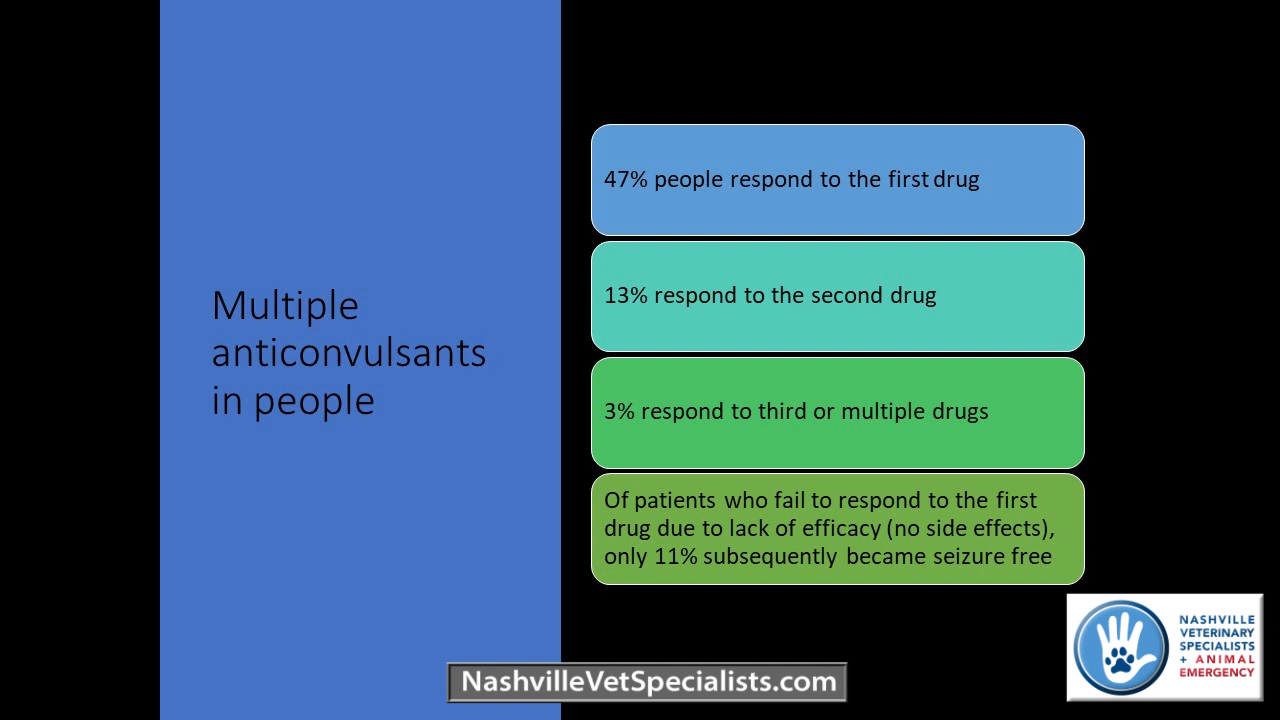 Multiple
anticonvulsants
in people
47% people respond to the first drug
13% respond to the second drug
3% respond to third or multiple drugs
Of patients who fail to respond to the first
drug due to lack of efficacy (no side effects),
only 11% subsequently became seizure free
NashvilleVetSpecialists.com
NASHVILLE
VETERINARY
SPECIALISTS
+ ANIMAL
EMERGENCY